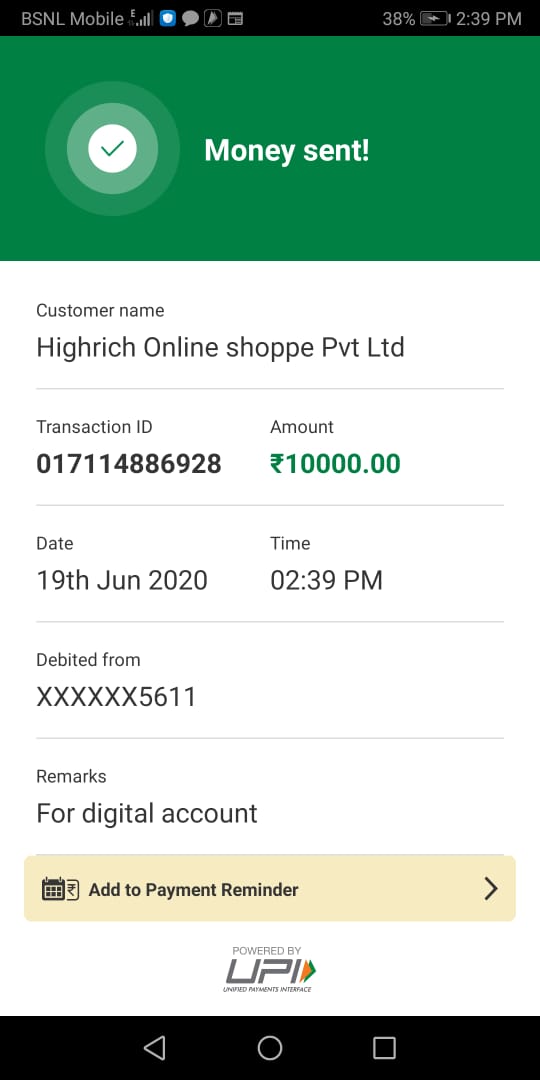 BSNL Mobile E 38% 2:39 PM
Money sent!
Customer name
Highrich Online shoppe Pvt Ltd
Transaction ID Amount
017114886928 ₹10000.00
Date Time
19th Jun 2020 02:39 PM
Debited from
XXXXXX5611
Remarks
For digital account
₹ Add to Payment Reminder
POWERED BY
UPI
UNIFIED PAYMENTS INTERFACE